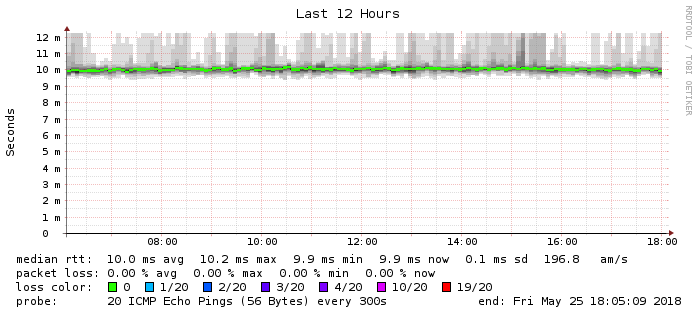 Last 12 Hours
RRDTOOL / TOBI OETIKER
Seconds
12 m
11 m
10 m
9 m
8 m
7 m
6 m
5 m
4 m
3 m
2 m
1 m
0
08:00 10:00 12:00 14:00 16:00 18:00
median rtt: 10.0 ms avg 10.2 ms max 9.9 ms min 9.9 ms now 0.1 ms sd 196.8 am/s
packet loss: 0.00 % avg 0.00 % max 0.00 % min 0.00 % now
loss color: 0 1/20 2/20 3/20 4/20 10/20 19/20
probe: 20 ICMP Echo Pings (56 Bytes) every 300s end: Fri May 25 18:05:09 2018